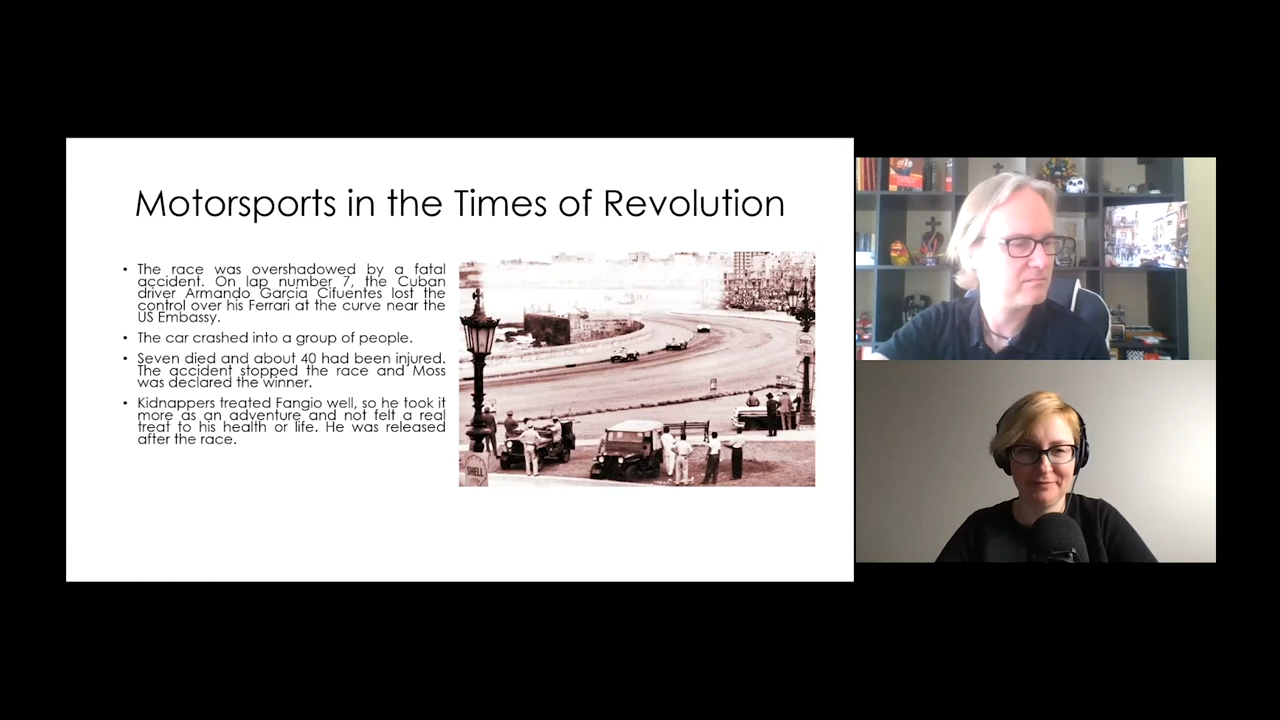 Motorsports in the Times of Revolution
• The race was overshadowed by a fatal
accident. On lap number 7, the Cuban
driver Armando Garcia Cifuentes lost the
control over his Ferrari at the curve near the
US Embassy.
• The car crashed into a group of people.
• Seven died and about 40 had been injured.
The accident stopped the race and Moss
was declared the winner.
• Kidnappers treated Fangio well, so he took it
more as an adventure and not felt a real
treat to his health or life. He was released
after the race.
SHELL
SHELL